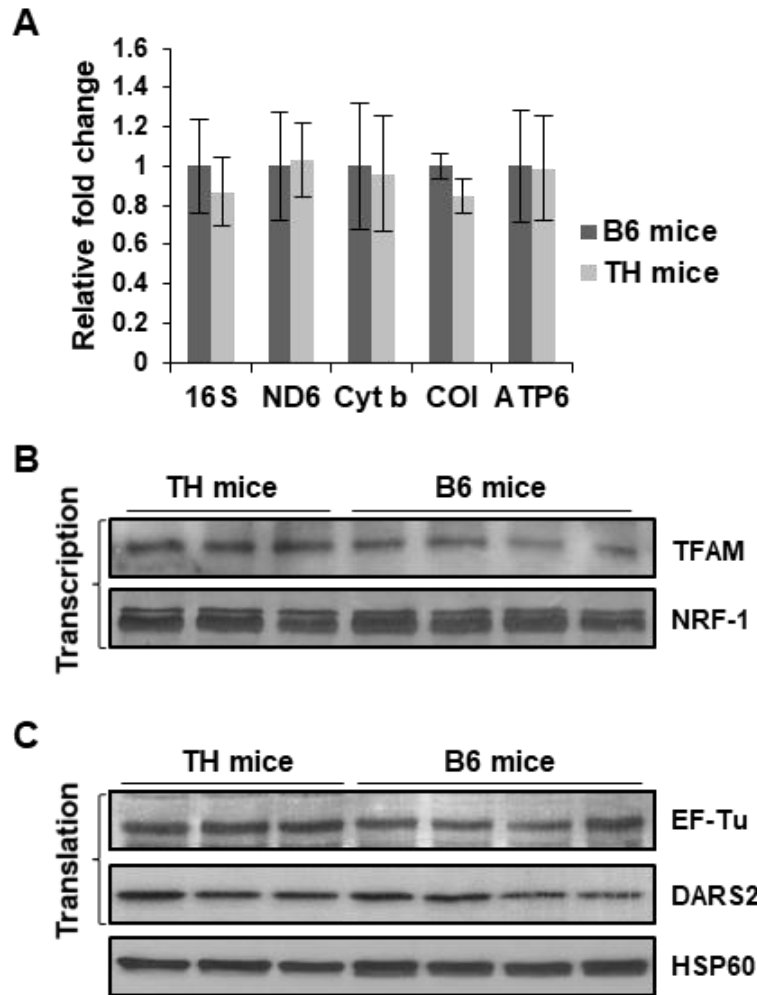 A
Relative fold change
1.6
1.4
1.2
1
0.8
0.6
0.4
0.2
0
16S ND6 Cyt b COI ATP6
B6 mice
TH mice
B
TH mice B6 mice
Transcription
TFAM
NRF-1
C
TH mice B6 mice
Translation
EF-Tu
DARS2
HSP60